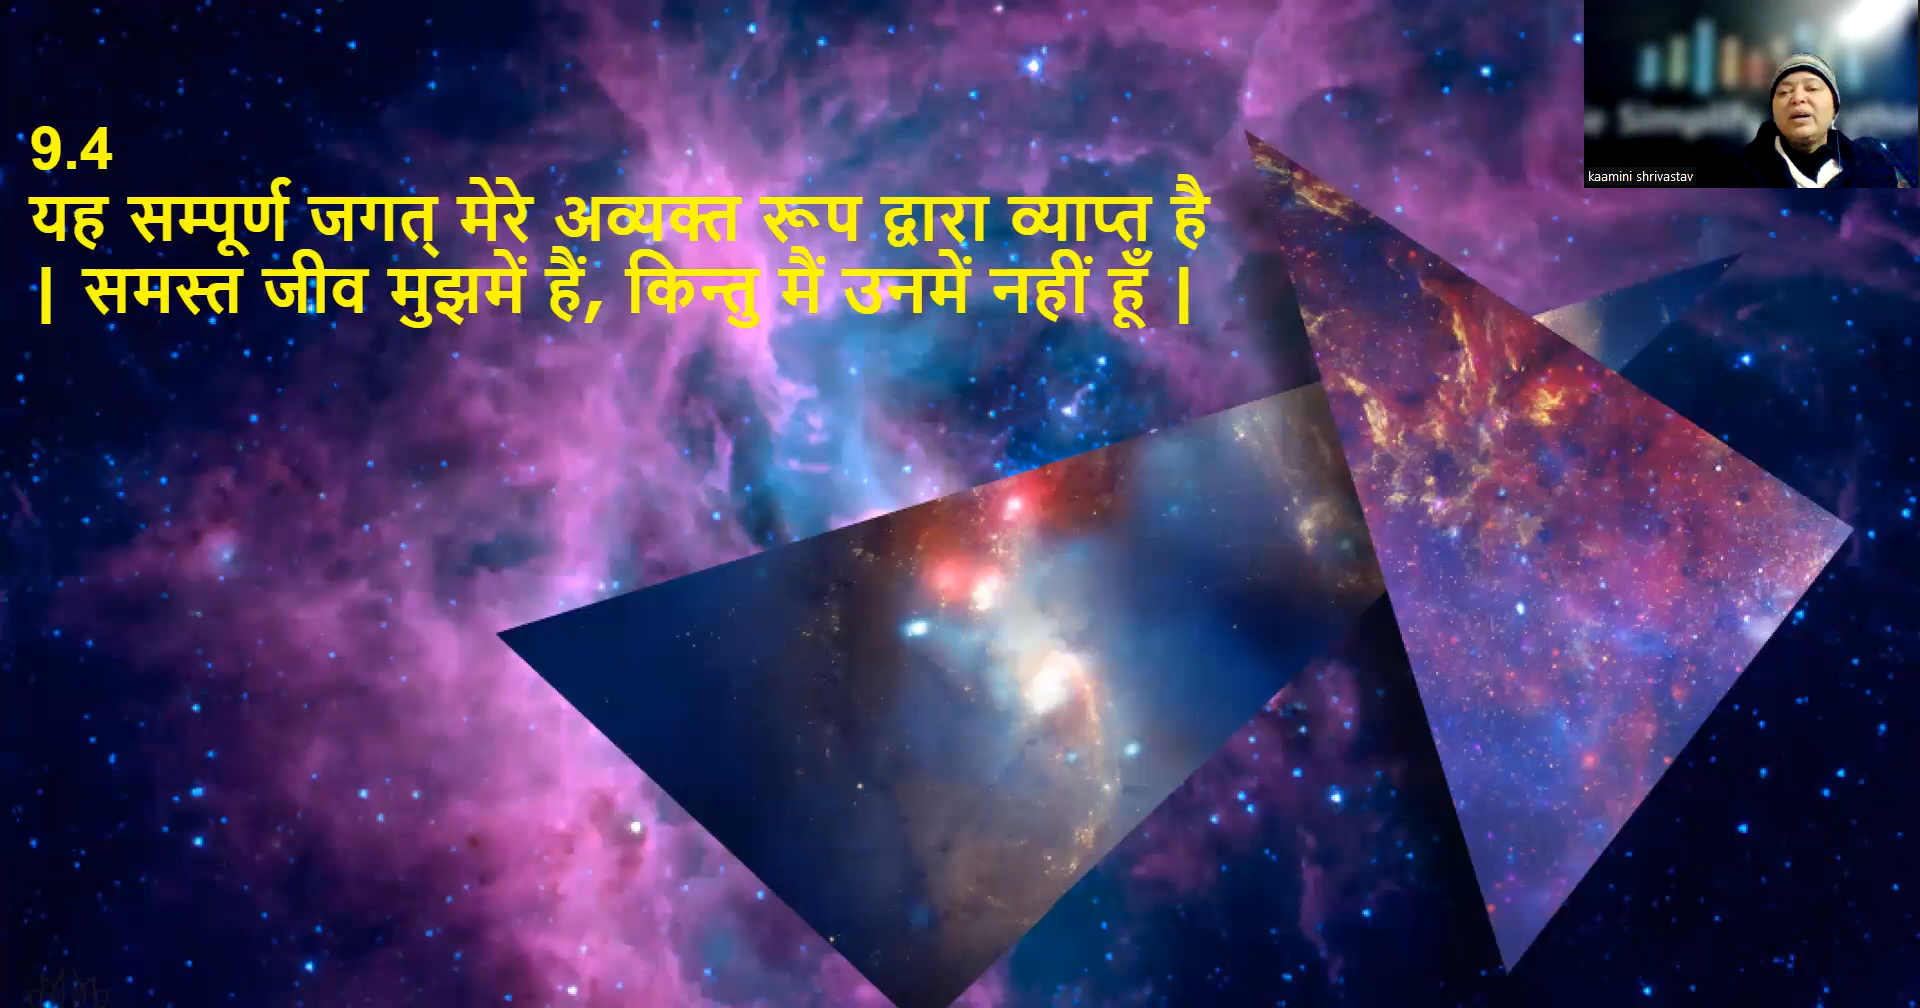 9.4
यह सम्पूर्ण जगत् मेरे अव्यक्त रूप द्वारा व्याप्त है
| समस्त जीव मुझमें हैं, किन्तु मैं उनमें नहीं हूँ |
kaamini shrivastav